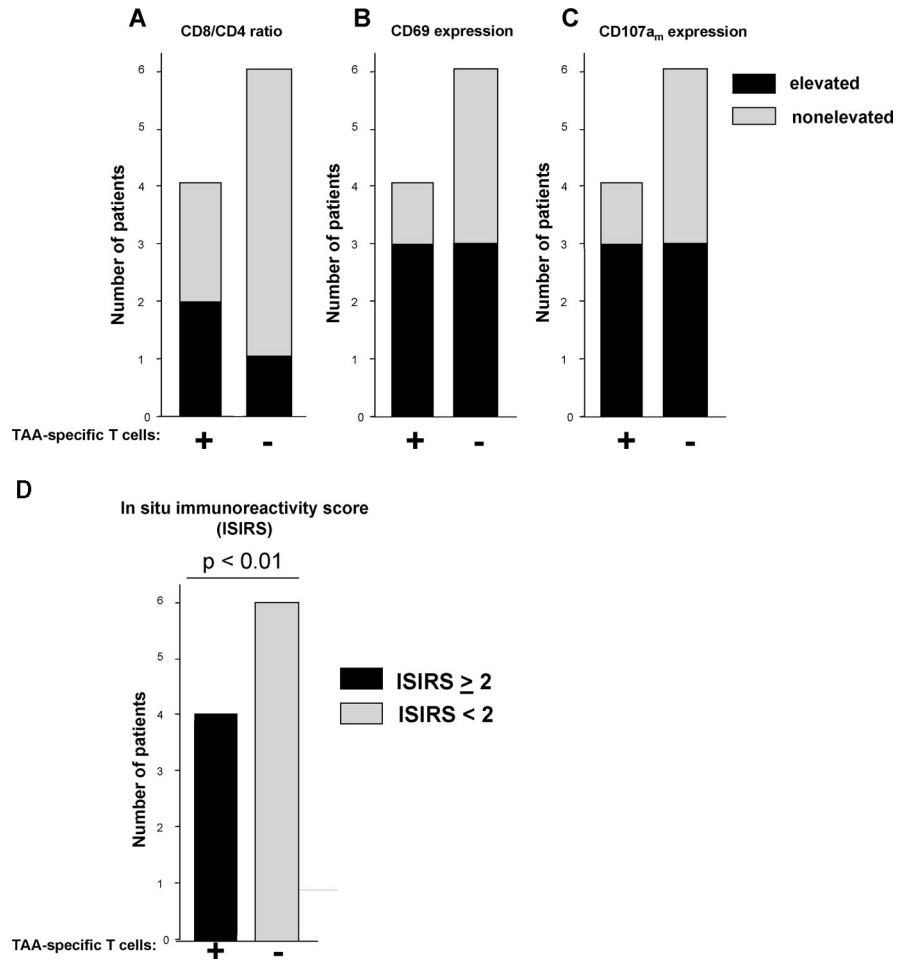 A
CD8/CD4 ratio
Number of patients
6
5
4
3
2
1
0
TAA-specific T cells:
+
-
B
CD69 expression
Number of patients
6
5
4
3
2
1
0
+
-
C
CD107aₘ expression
Number of patients
6
5
4
3
2
1
0
+
-
elevated
nonelevated
D
In situ immunoreactivity score
(ISIRS)
p < 0.01
Number of patients
6
5
4
3
2
1
0
TAA-specific T cells:
+
-
ISIRS ≥ 2
ISIRS < 2